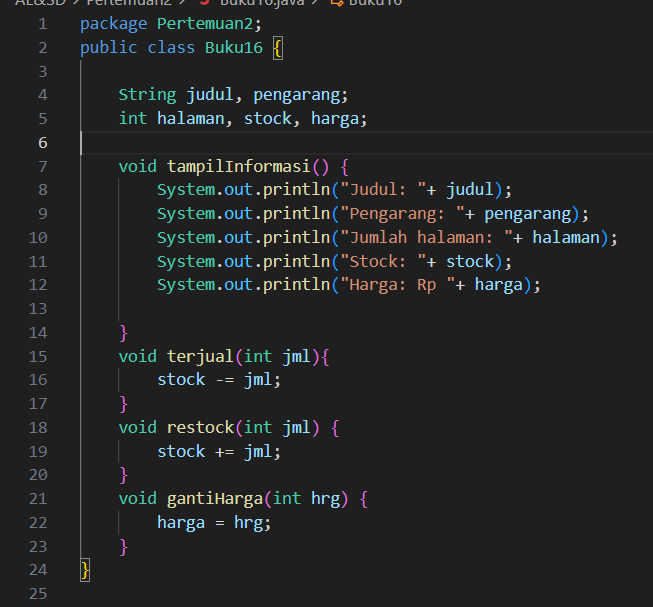 AL&SD > Pertemuan2 > J Buku16.java > Buku16
1 package Pertemuan2;
2 public class Buku16 {
3
4     String judul, pengarang;
5     int halaman, stock, harga;
6
7     void tampilInformasi() {
8         System.out.println("Judul: "+ judul);
9         System.out.println("Pengarang: "+ pengarang);
10         System.out.println("Jumlah halaman: "+ halaman);
11         System.out.println("Stock: "+ stock);
12         System.out.println("Harga: Rp "+ harga);
13
14     }
15     void terjual(int jml){
16         stock -= jml;
17     }
18     void restock(int jml) {
19         stock += jml;
20     }
21     void gantiHarga(int hrg) {
22         harga = hrg;
23     }
24 }
25